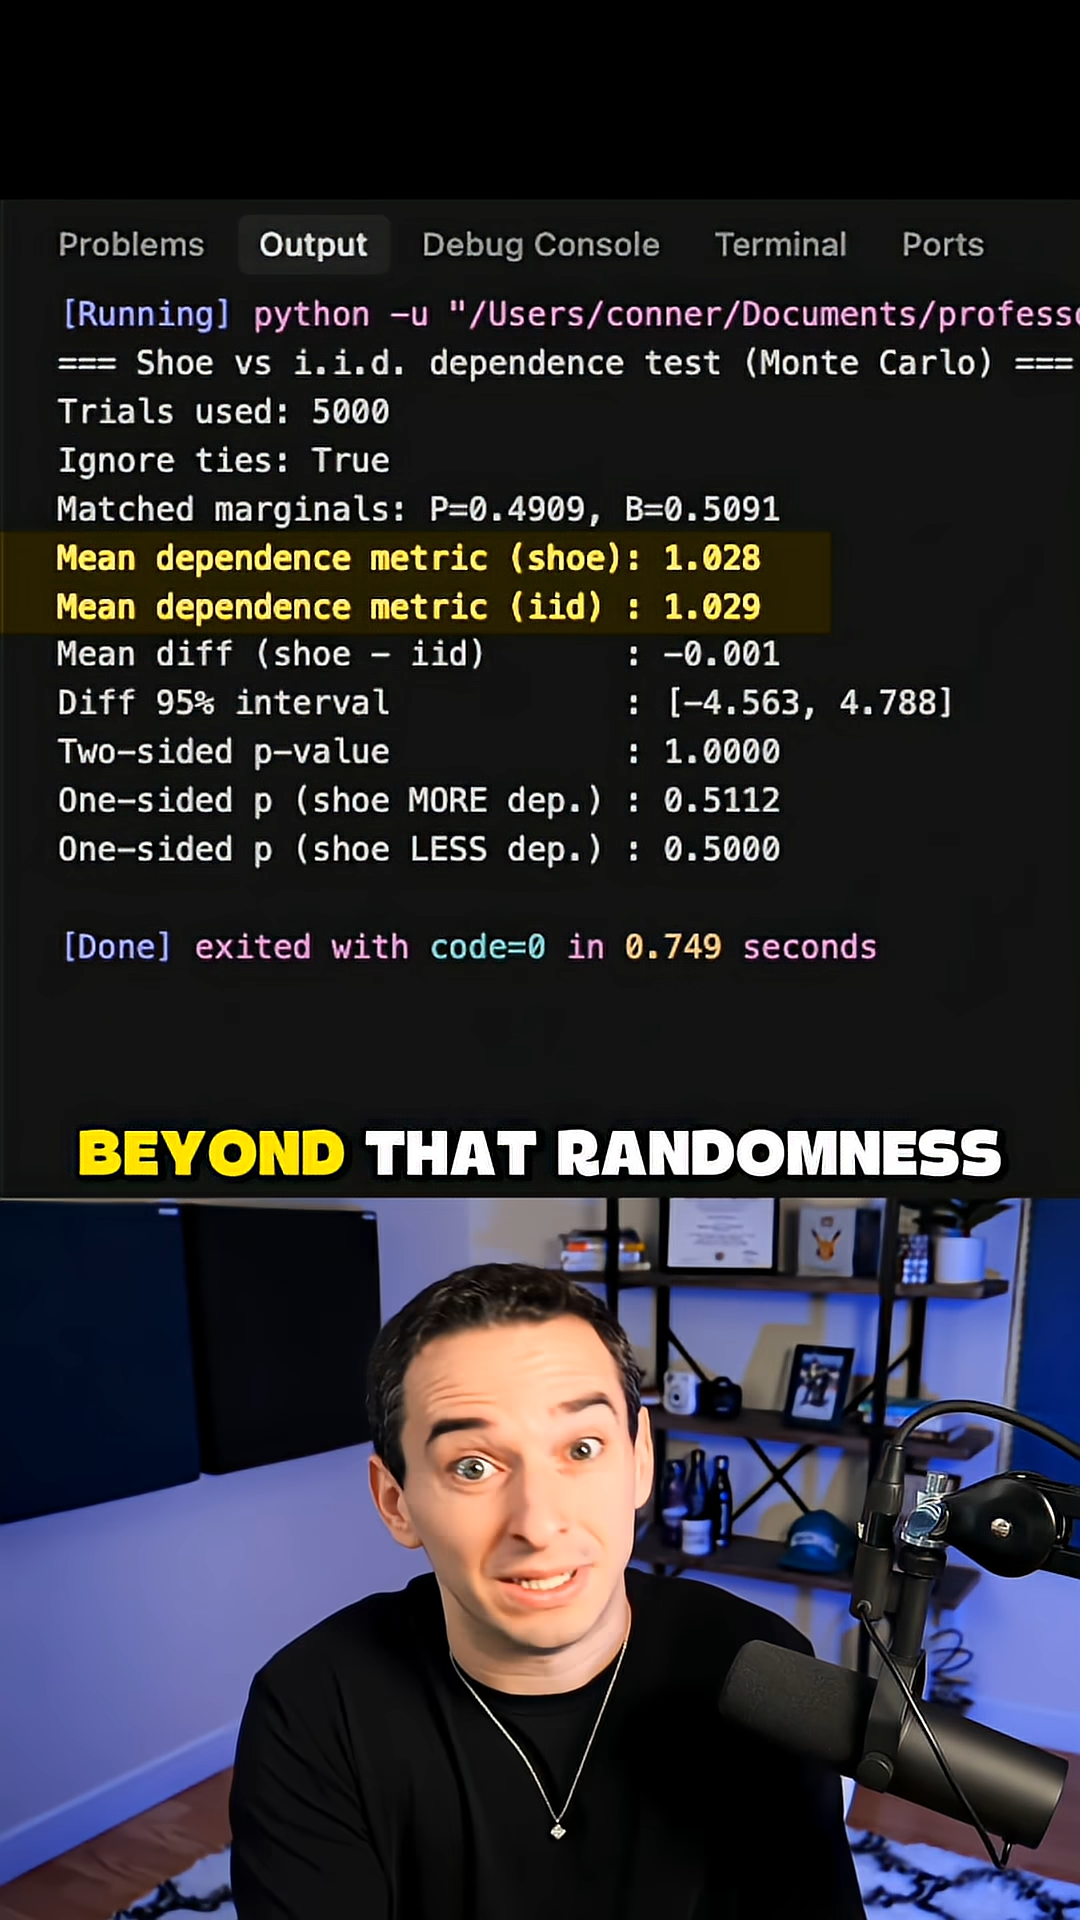 Problems Output Debug Console Terminal Ports
[Running] python -u "/Users/conner/Documents/profess
=== Shoe vs i.i.d. dependence test (Monte Carlo) ===
Trials used: 5000
Ignore ties: True
Matched marginals: P=0.4909, B=0.5091
Mean dependence metric (shoe): 1.028
Mean dependence metric (iid) : 1.029
Mean diff (shoe - iid) : -0.001
Diff 95% interval : [-4.563, 4.788]
Two-sided p-value : 1.0000
One-sided p (shoe MORE dep.) : 0.5112
One-sided p (shoe LESS dep.) : 0.5000
[Done] exited with code=0 in 0.749 seconds
BEYOND THAT RANDOMNESS